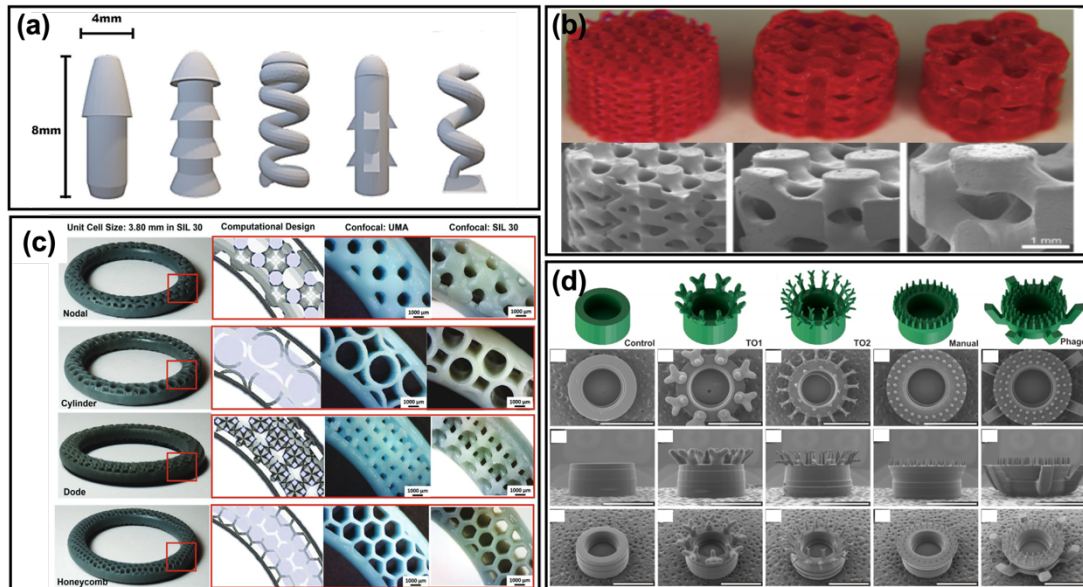 (a)
4mm
8mm
(b)
1 mm
(c)
Unit Cell Size: 3.80 mm in SIL 30
Computational Design
Confocal: UMA
Confocal: SIL 30
Nodal
1000 µm
1000 µm
Cylinder
1000 µm
1000 µm
Dode
1000 µm
1000 µm
Honeycomb
1000 µm
1000 µm
(d)
Control
TO1
TO2
Manual
Phage